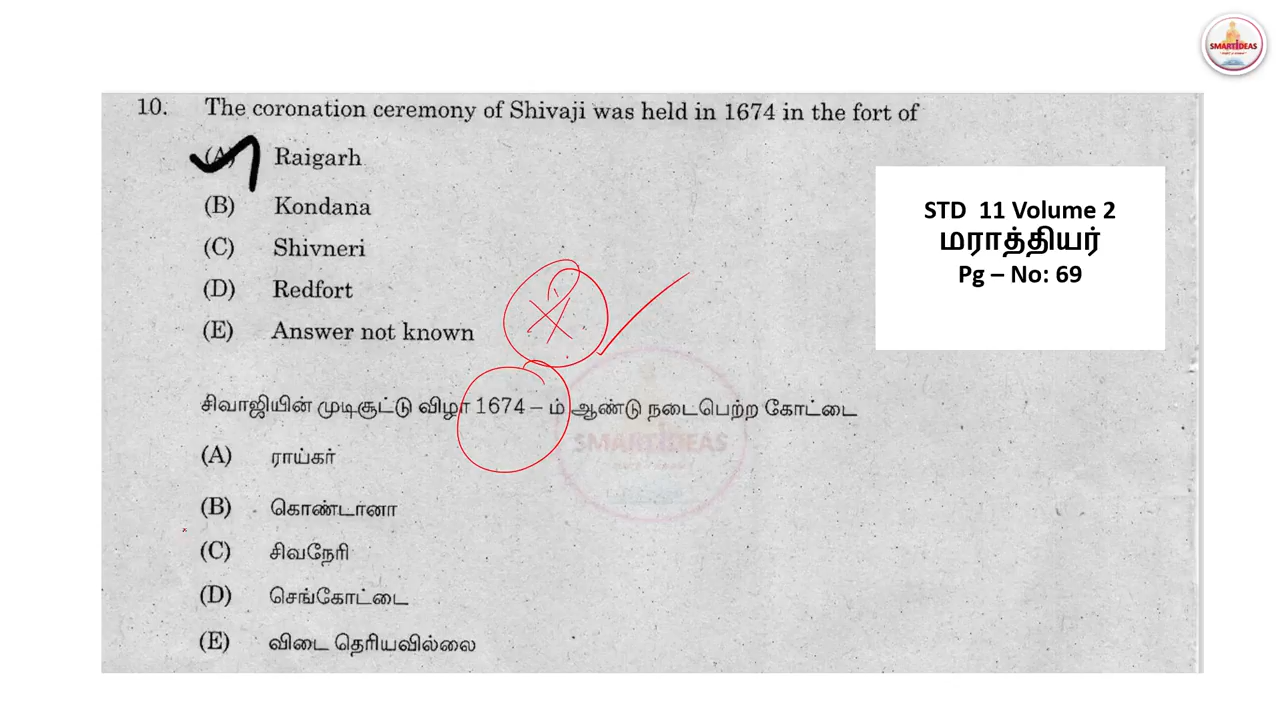 SMARTIDEAS
10. The coronation ceremony of Shivaji was held in 1674 in the fort of
(A) Raigarh
(B) Kondana
(C) Shivneri
(D) Redfort
(E) Answer not known
STD 11 Volume 2
மராத்தியர்
Pg – No: 69
சிவாஜியின் முடிசூட்டு விழா 1674 – ம் ஆண்டு நடைபெற்ற கோட்டை
SMARTIDEAS
(A) ராய்கர்
(B) கொண்டானா
(C) சிவநேரி
(D) செங்கோட்டை
(E) விடை தெரியவில்லை